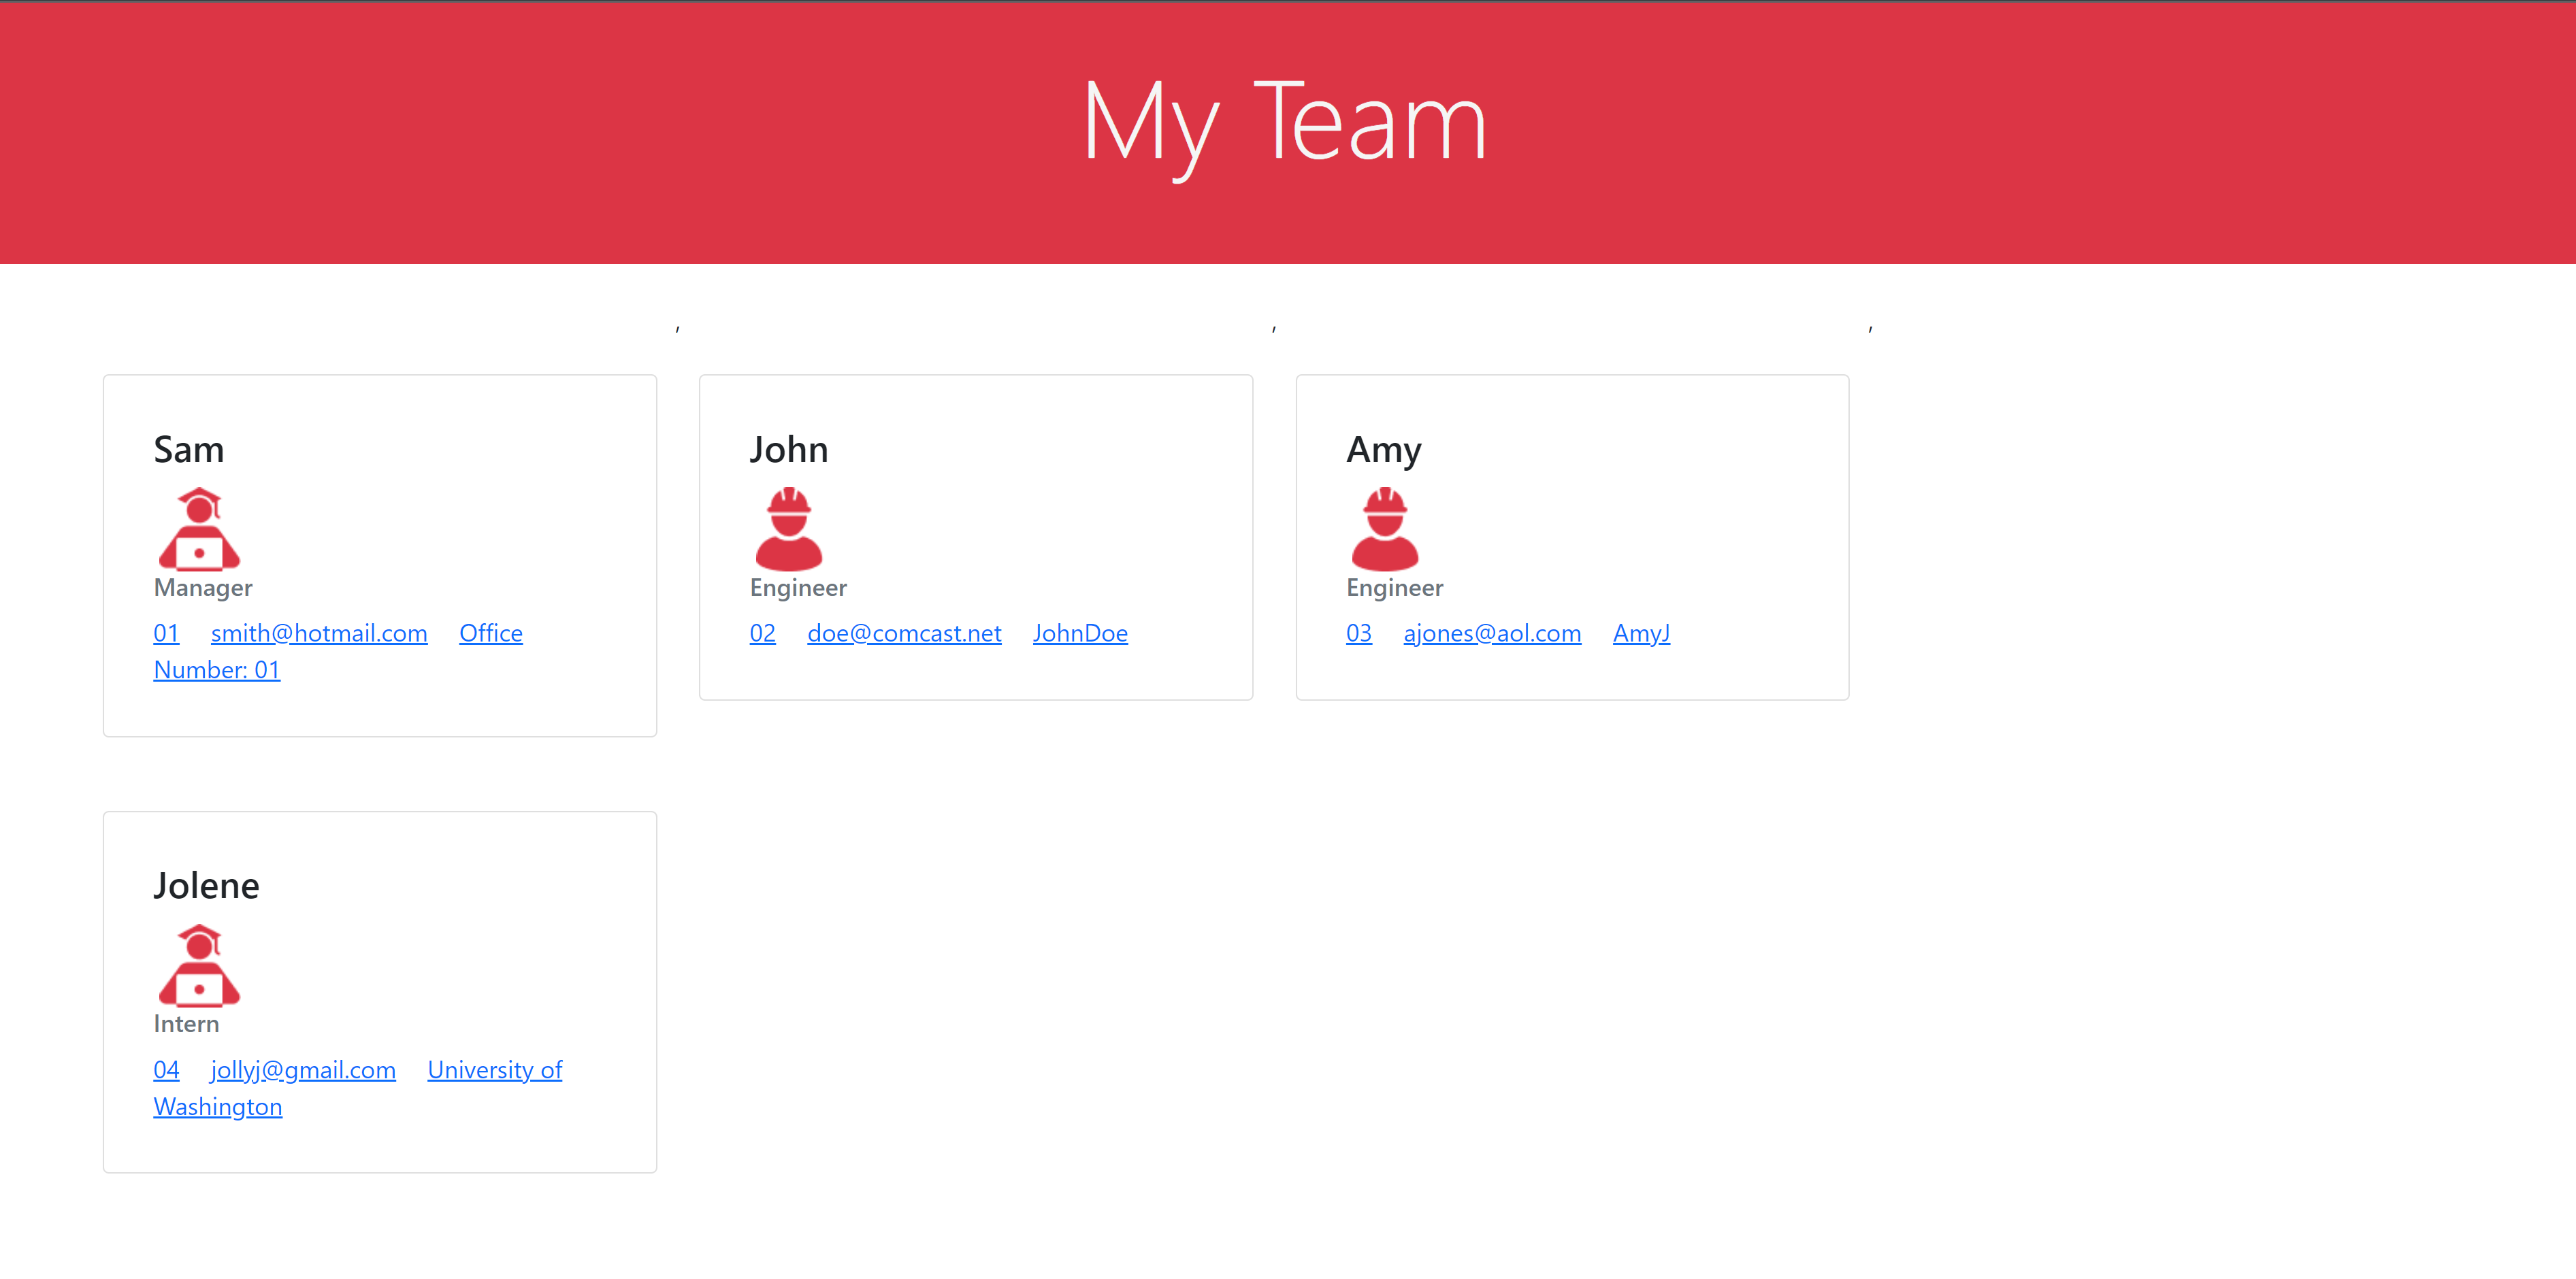 My Team
, , ,
Sam
Manager
01 smith@hotmail.com Office
Number: 01
John
Engineer
02 doe@comcast.net JohnDoe
Amy
Engineer
03 ajones@aol.com AmyJ
Jolene
Intern
04 jollyj@gmail.com University of
Washington